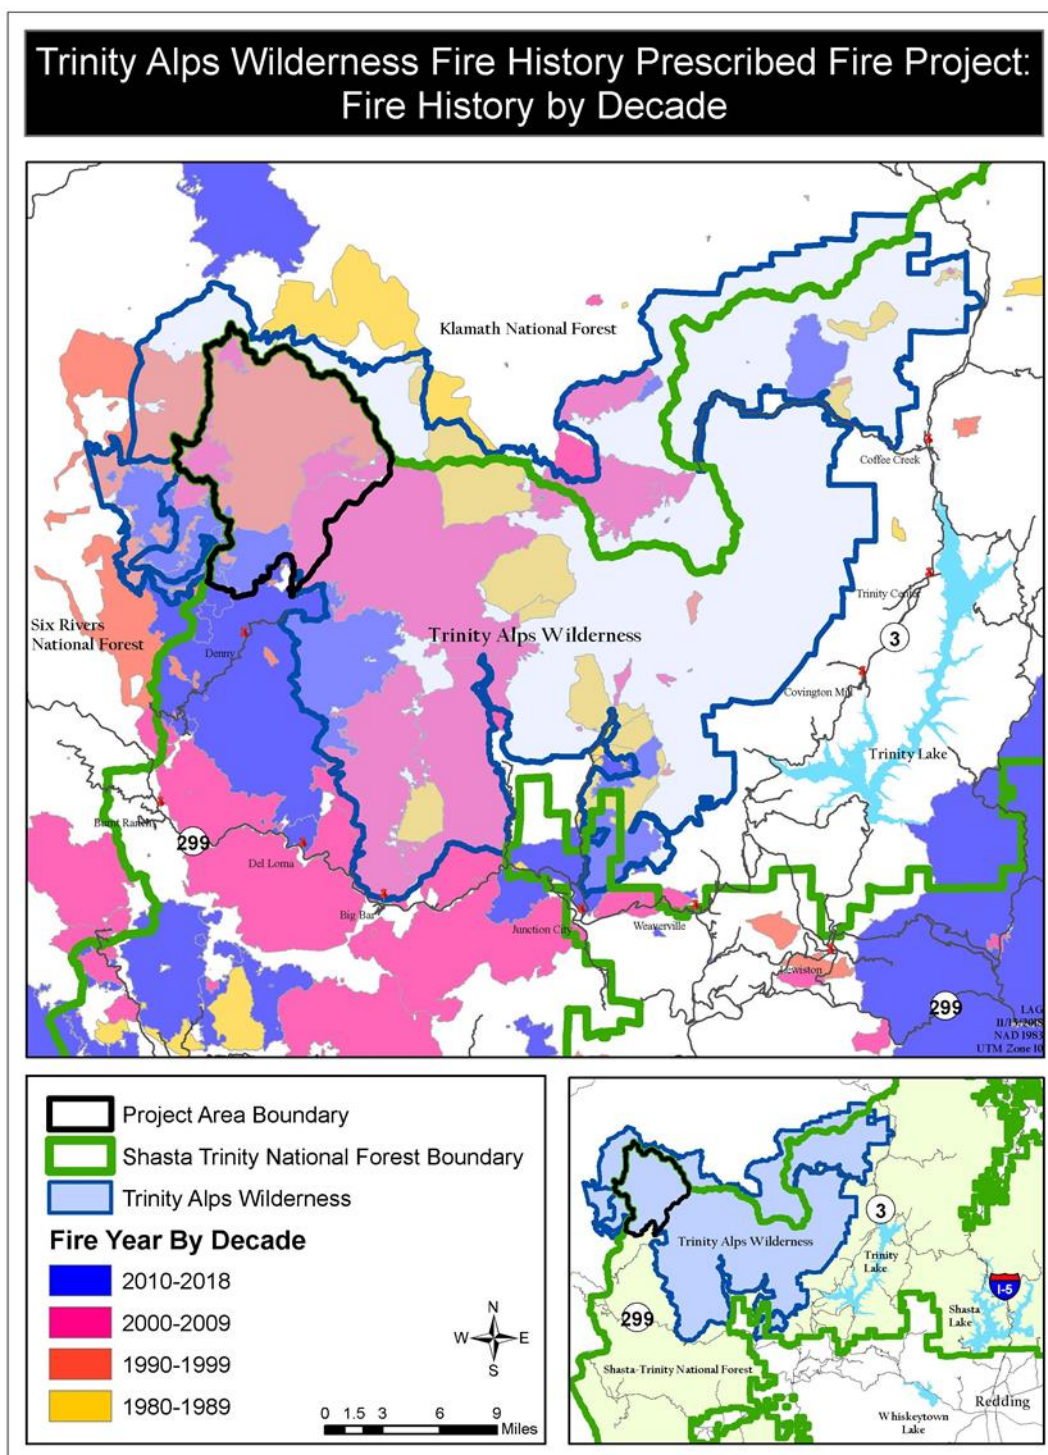 Trinity Alps Wilderness Fire History Prescribed Fire Project:
Fire History by Decade
Klamath National Forest
Coffee Creek
Trinity Center
Six Rivers
National Forest
Trinity Alps Wilderness
3
Denny
Covington Mill
Trinity Lake
Burnt Ranch
299
Del Loma
Big Bar
Junction City
Weaverville
Lewiston
299
LAG
11/15/2018
NAD 1983
UTM Zone 10
Project Area Boundary
Shasta Trinity National Forest Boundary
Trinity Alps Wilderness
Fire Year By Decade
2010-2018
2000-2009
1990-1999
1980-1989
N
W E
S
0 1.5 3 6 9
Miles
3
Trinity Alps Wilderness
Trinity
Lake
I-5
Shasta
Lake
299
Shasta-Trinity National Forest
Redding
Whiskeytown
Lake